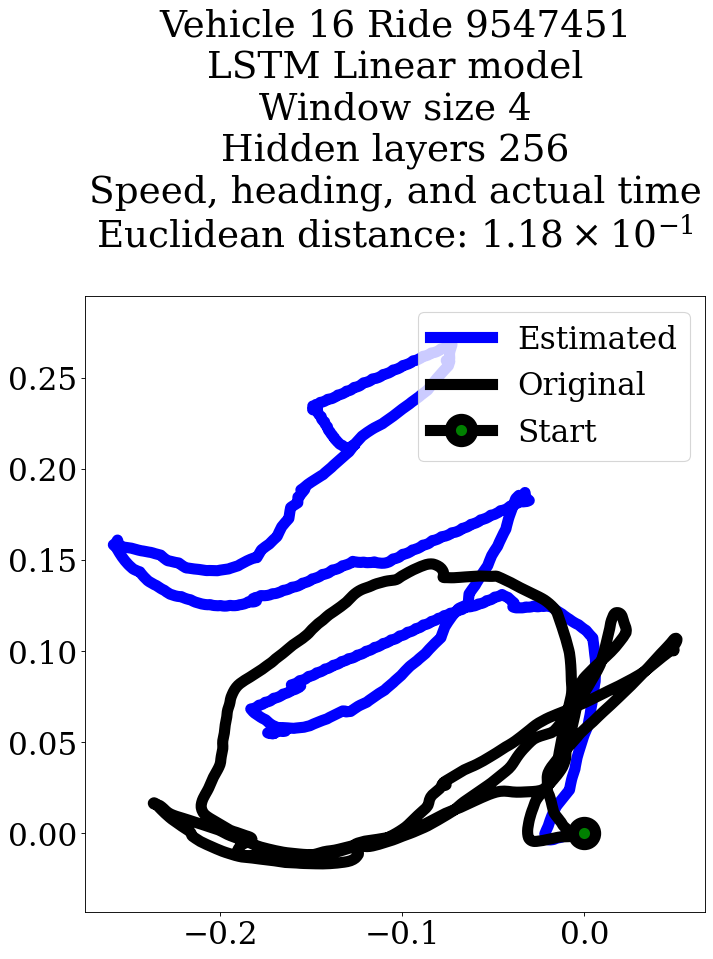 Vehicle 16 Ride 9547451
LSTM Linear model
Window size 4
Hidden layers 256
Speed, heading, and actual time
Euclidean distance: 1.18 × 10⁻¹
Estimated
Original
Start
0.25
0.20
0.15
0.10
0.05
0.00
−0.2
−0.1
0.0